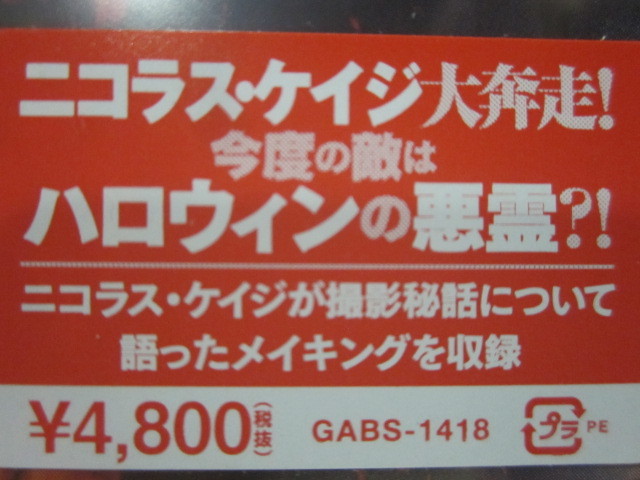 ニコラス・ケイジ大奔走!
今度の敵は
ハロウィンの悪霊?!
ニコラス・ケイジが撮影秘話について
語ったメイキングを収録
¥4,800(税抜) GABS-1418 プラ PE